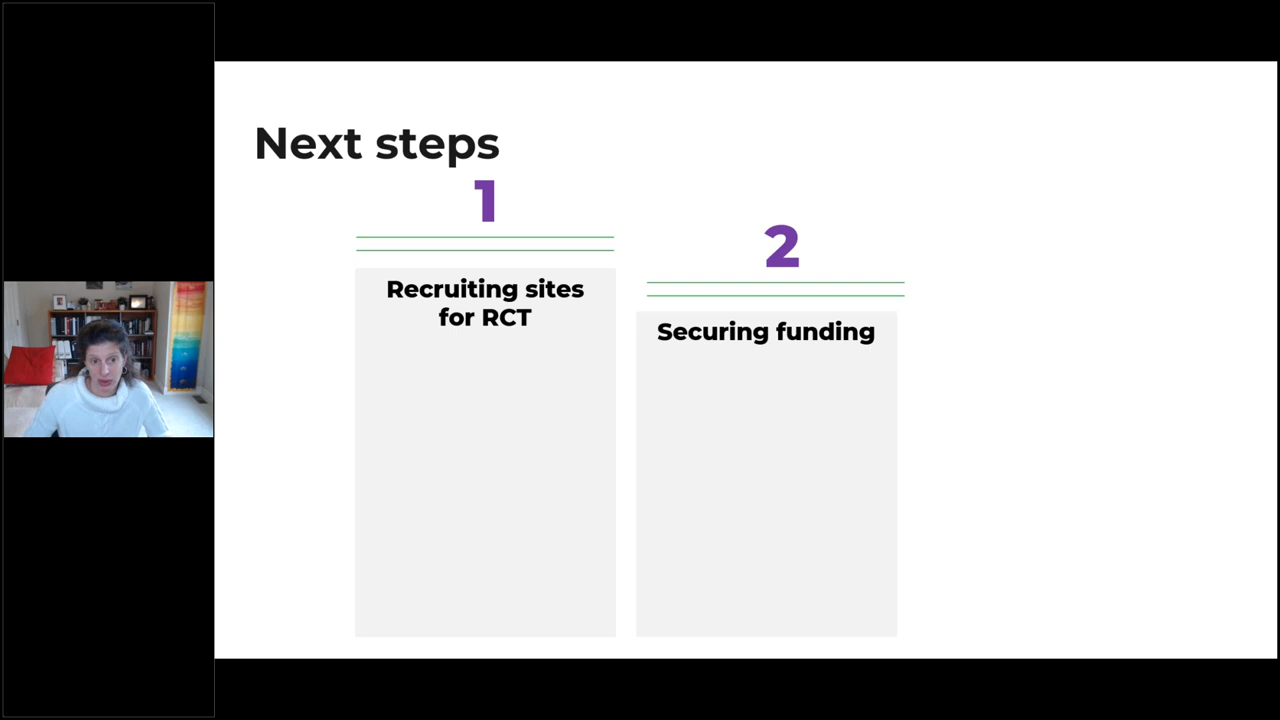 Next steps
1
Recruiting sites
for RCT
2
Securing funding